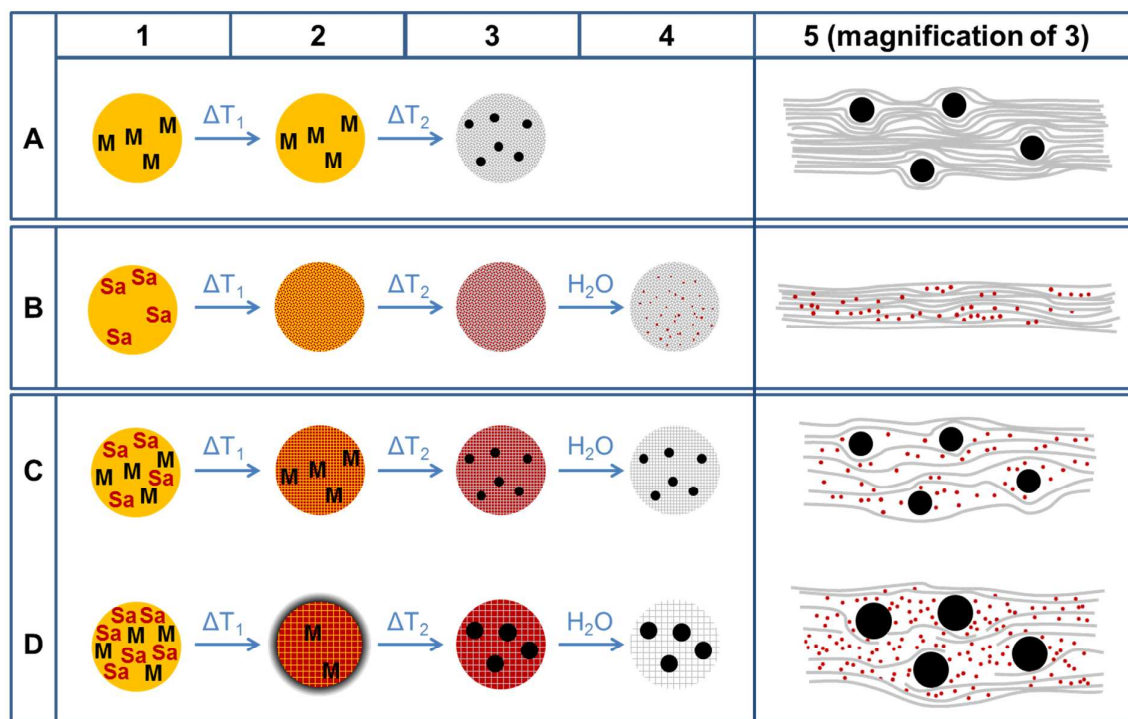 1 2 3 4 5 (magnification of 3)
A M M M M ΔT₁ M M M M ΔT₂
B Sa Sa Sa Sa ΔT₁ ΔT₂ H₂O
C Sa Sa M M M Sa Sa M ΔT₁ M M M M ΔT₂ H₂O
D Sa Sa Sa M M M Sa Sa Sa M ΔT₁ M M ΔT₂ H₂O